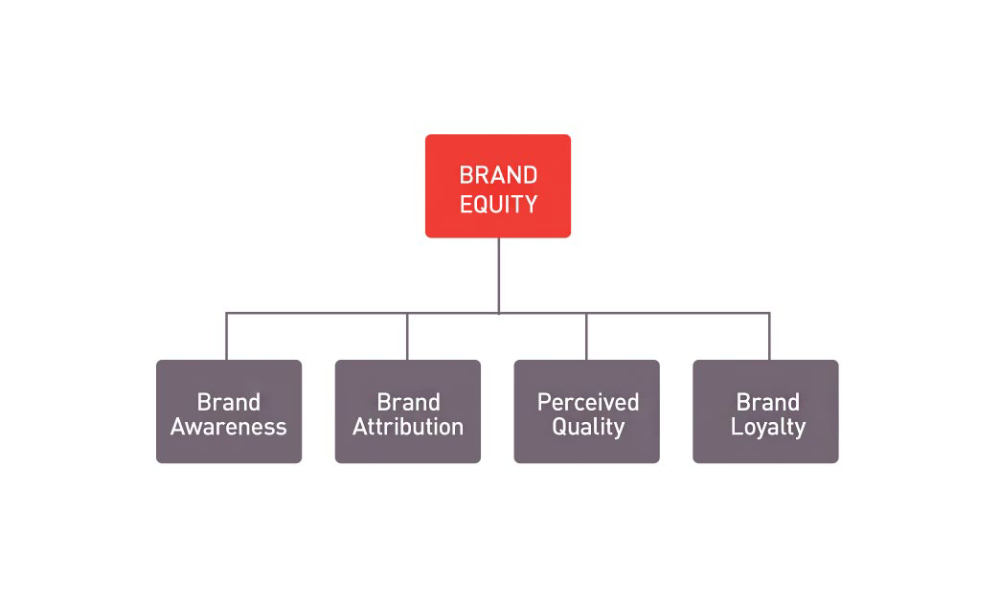 BRAND
EQUITY
Brand
Awareness
Brand
Attribution
Perceived
Quality
Brand
Loyalty